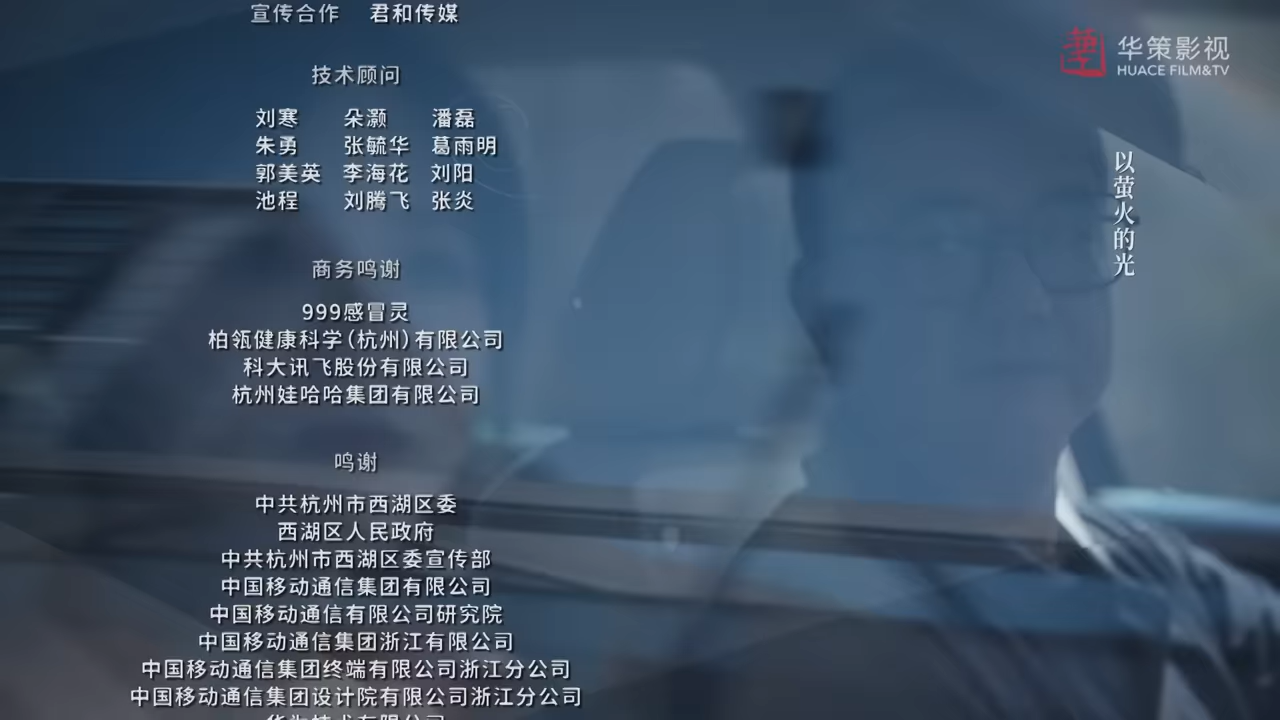 宣传合作 君和传媒
技术顾问
刘寒 朵灏 潘磊
朱勇 张毓华 葛雨明
郭美英 李海花 刘阳
池程 刘腾飞 张炎
商务鸣谢
999感冒灵
柏瓴健康科学(杭州)有限公司
科大讯飞股份有限公司
杭州娃哈哈集团有限公司
鸣谢
中共杭州市西湖区委
西湖区人民政府
中共杭州市西湖区委宣传部
中国移动通信集团有限公司
中国移动通信有限公司研究院
中国移动通信集团浙江有限公司
中国移动通信集团终端有限公司浙江分公司
中国移动通信集团设计院有限公司浙江分公司
华为技术有限公司
華
华策影视
HUACE FILM&TV
以萤火的光